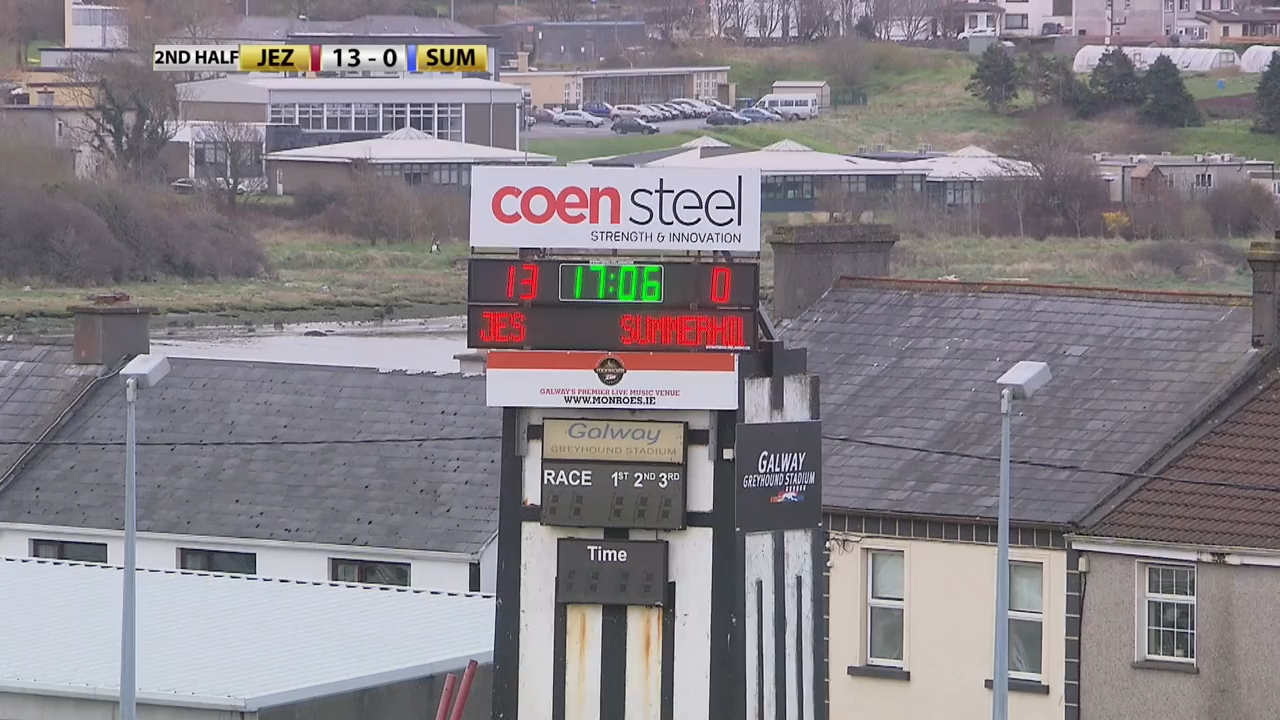 2ND HALF JEZ 13 - 0 SUM
coen steel
STRENGTH & INNOVATION
13 17:06 0
JES SUMMERHIL
GALWAY'S PREMIER LIVE MUSIC VENUE
WWW.MONROES.IE
Galway
GREYHOUND STADIUM
RACE 1ST 2ND 3RD
Time
GALWAY
GREYHOUND STADIUM